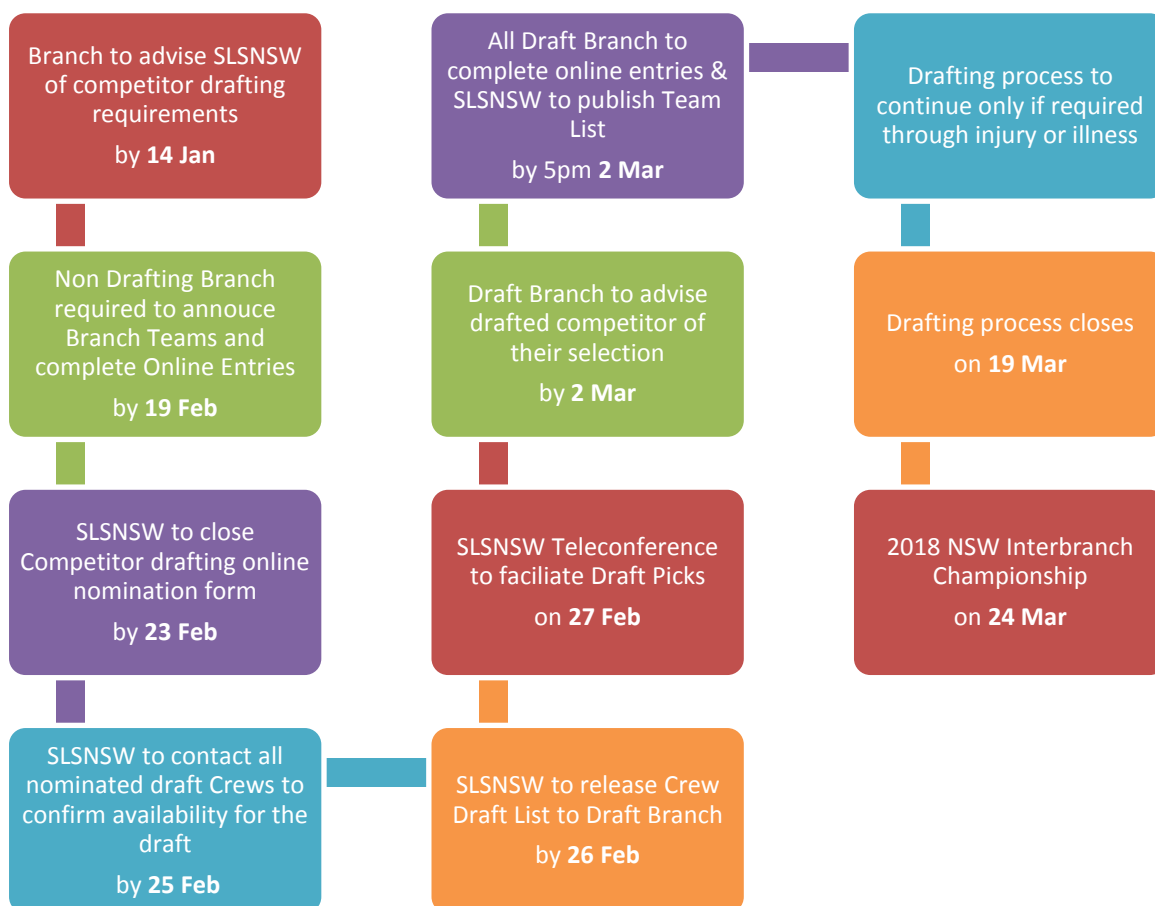 Branch to advise SLSNSW
of competitor drafting
requirements
by 14 Jan
Non Drafting Branch
required to annouce
Branch Teams and
complete Online Entries
by 19 Feb
SLSNSW to close
Competitor drafting online
nomination form
by 23 Feb
SLSNSW to contact all
nominated draft Crews to
confirm availability for the
draft
by 25 Feb
SLSNSW to release Crew
Draft List to Draft Branch
by 26 Feb
SLSNSW Teleconference
to faciliate Draft Picks
on 27 Feb
Draft Branch to advise
drafted competitor of
their selection
by 2 Mar
All Draft Branch to
complete online entries &
SLSNSW to publish Team
List
by 5pm 2 Mar
Drafting process to
continue only if required
through injury or illness
Drafting process closes
on 19 Mar
2018 NSW Interbranch
Championship
on 24 Mar